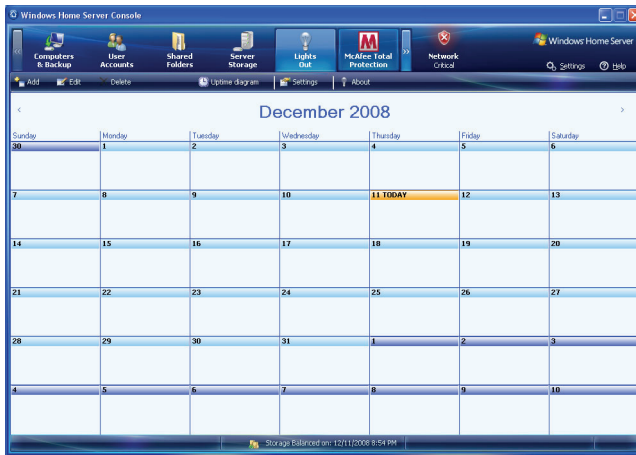 Windows Home Server Console
Computers & Backup
User Accounts
Shared Folders
Server Storage
Lights Out
McAfee Total Protection
Network Critical
Windows Home Server
Settings
Help
Add Edit Delete Uptime diagram Settings About
December 2008
Sunday Monday Tuesday Wednesday Thursday Friday Saturday
30 1 2 3 4 5 6
7 8 9 10 11 TODAY 12 13
14 15 16 17 18 19 20
21 22 23 24 25 26 27
28 29 30 31 1 2 3
4 5 6 7 8 9 10
Storage Balanced on: 12/11/2008 8:54 PM